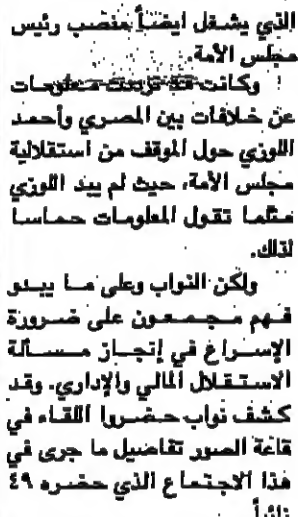 الذي يشغل ايضاً منصب رئيس
مجلس الأمة.
وكانت قد تربت معلومات
عن خلافات بين المصري وأحمد
اللوزي حول الموقف من استقلالية
مجلس الأمة، حيث لم يبد اللوزي
مثلما تقول المعلومات حماسا
لذلك.
ولكن النواب وعلى ما يبدو
فهم مجمعون على ضرورة
الإسراع في إنجاز مسألة
الاستقلال المالي والإداري. وقد
كشف نواب حضروا اللقاء في
قاعة الصور تفاصيل ما جرى في
هذا الاجتماع الذي حضره ٤٩
نائباً